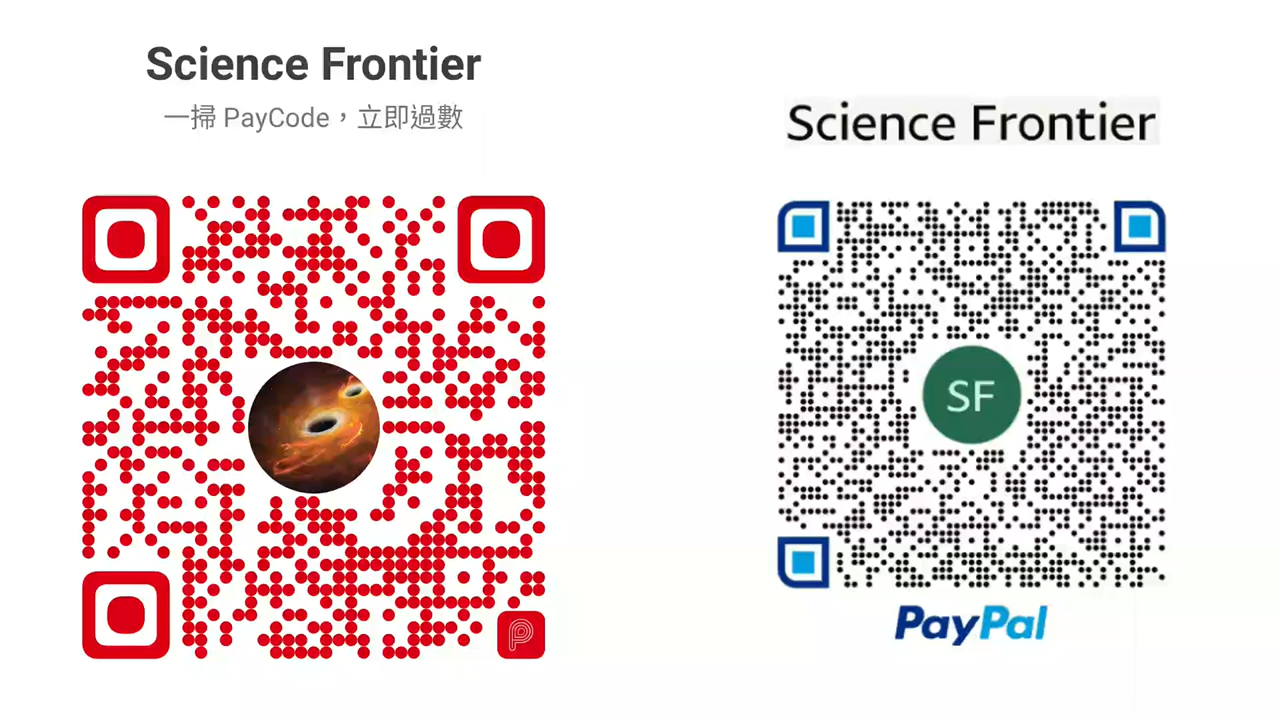 Science Frontier
一掃 PayCode，立即過數
Science Frontier
SF
PayPal